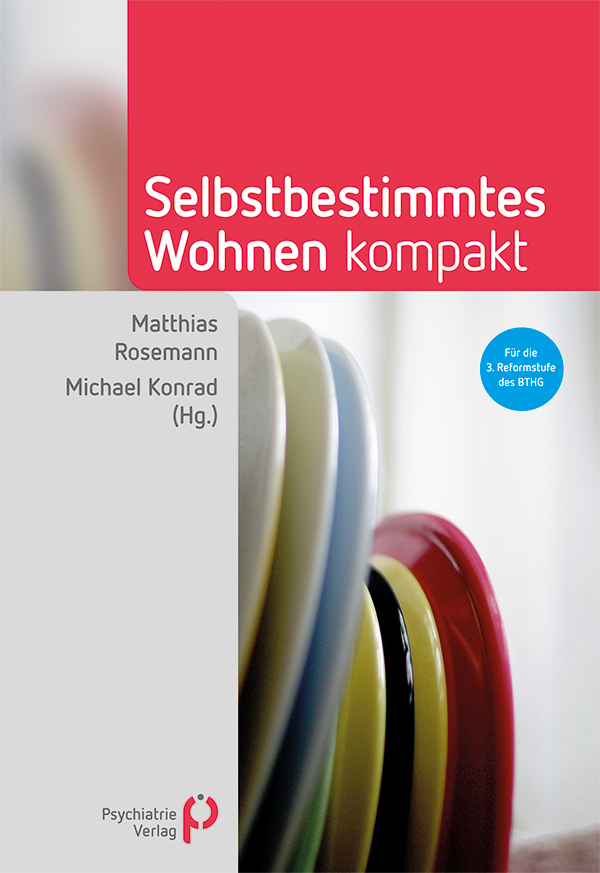 Selbstbestimmtes
Wohnen kompakt
Matthias
Rosemann
Michael Konrad
(Hg.)
Für die
3. Reformstufe
des BTHG
Psychiatrie
Verlag